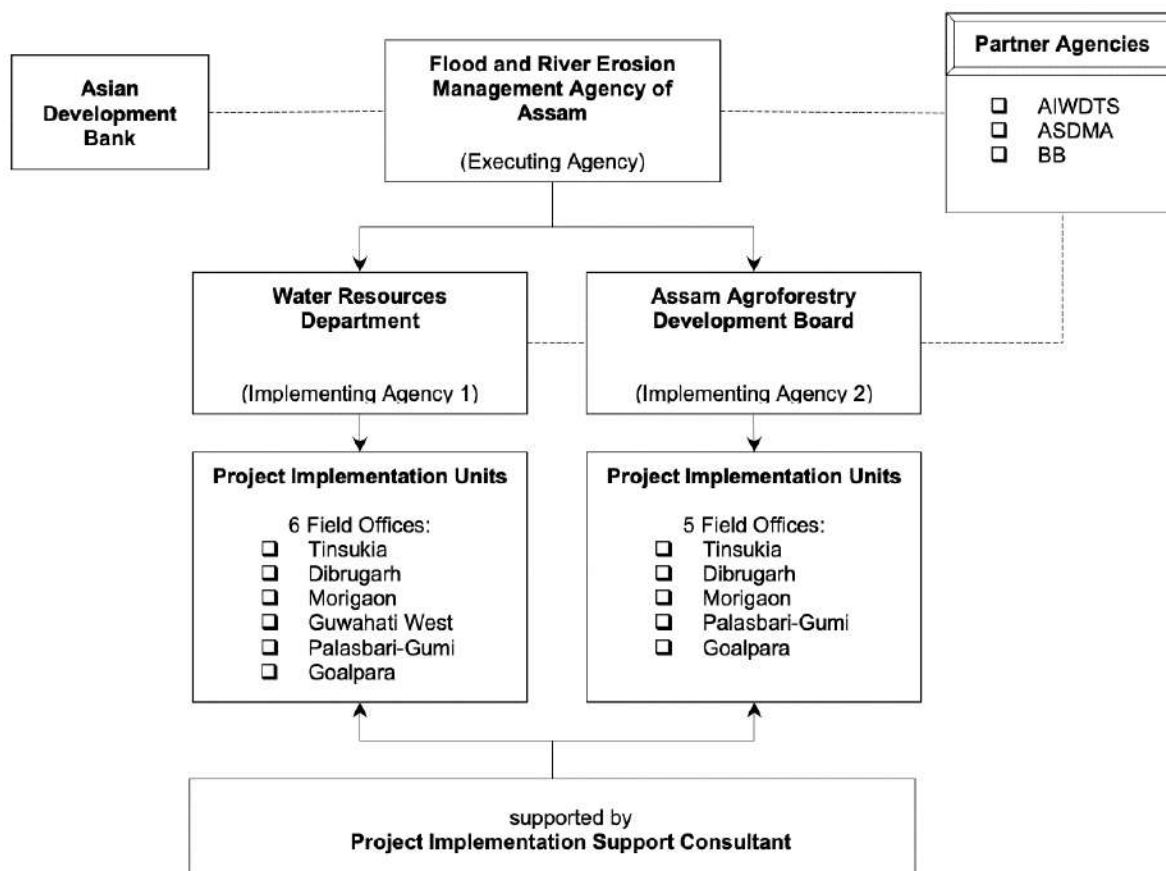 Asian
Development
Bank
Flood and River Erosion
Management Agency of
Assam
(Executing Agency)
Partner Agencies
❑ AIWDTS
❑ ASDMA
❑ BB
Water Resources
Department
(Implementing Agency 1)
Assam Agroforestry
Development Board
(Implementing Agency 2)
Project Implementation Units
6 Field Offices:
❑ Tinsukia
❑ Dibrugarh
❑ Morigaon
❑ Guwahati West
❑ Palasbari-Gumi
❑ Goalpara
Project Implementation Units
5 Field Offices:
❑ Tinsukia
❑ Dibrugarh
❑ Morigaon
❑ Palasbari-Gumi
❑ Goalpara
supported by
Project Implementation Support Consultant